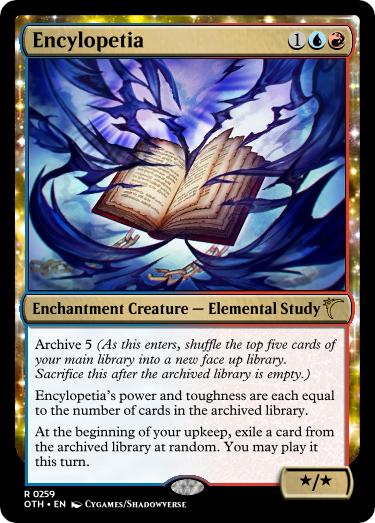 Encylopetia
1
Enchantment Creature — Elemental Study
Archive 5 (As this enters, shuffle the top five cards of
your main library into a new face up library.
Sacrifice this after the archived library is empty.)
Encylopetia's power and toughness are each equal
to the number of cards in the archived library.
At the beginning of your upkeep, exile a card from
the archived library at random. You may play it
this turn.
★/★
R 0259
OTH • EN Cygames/Shadowverse